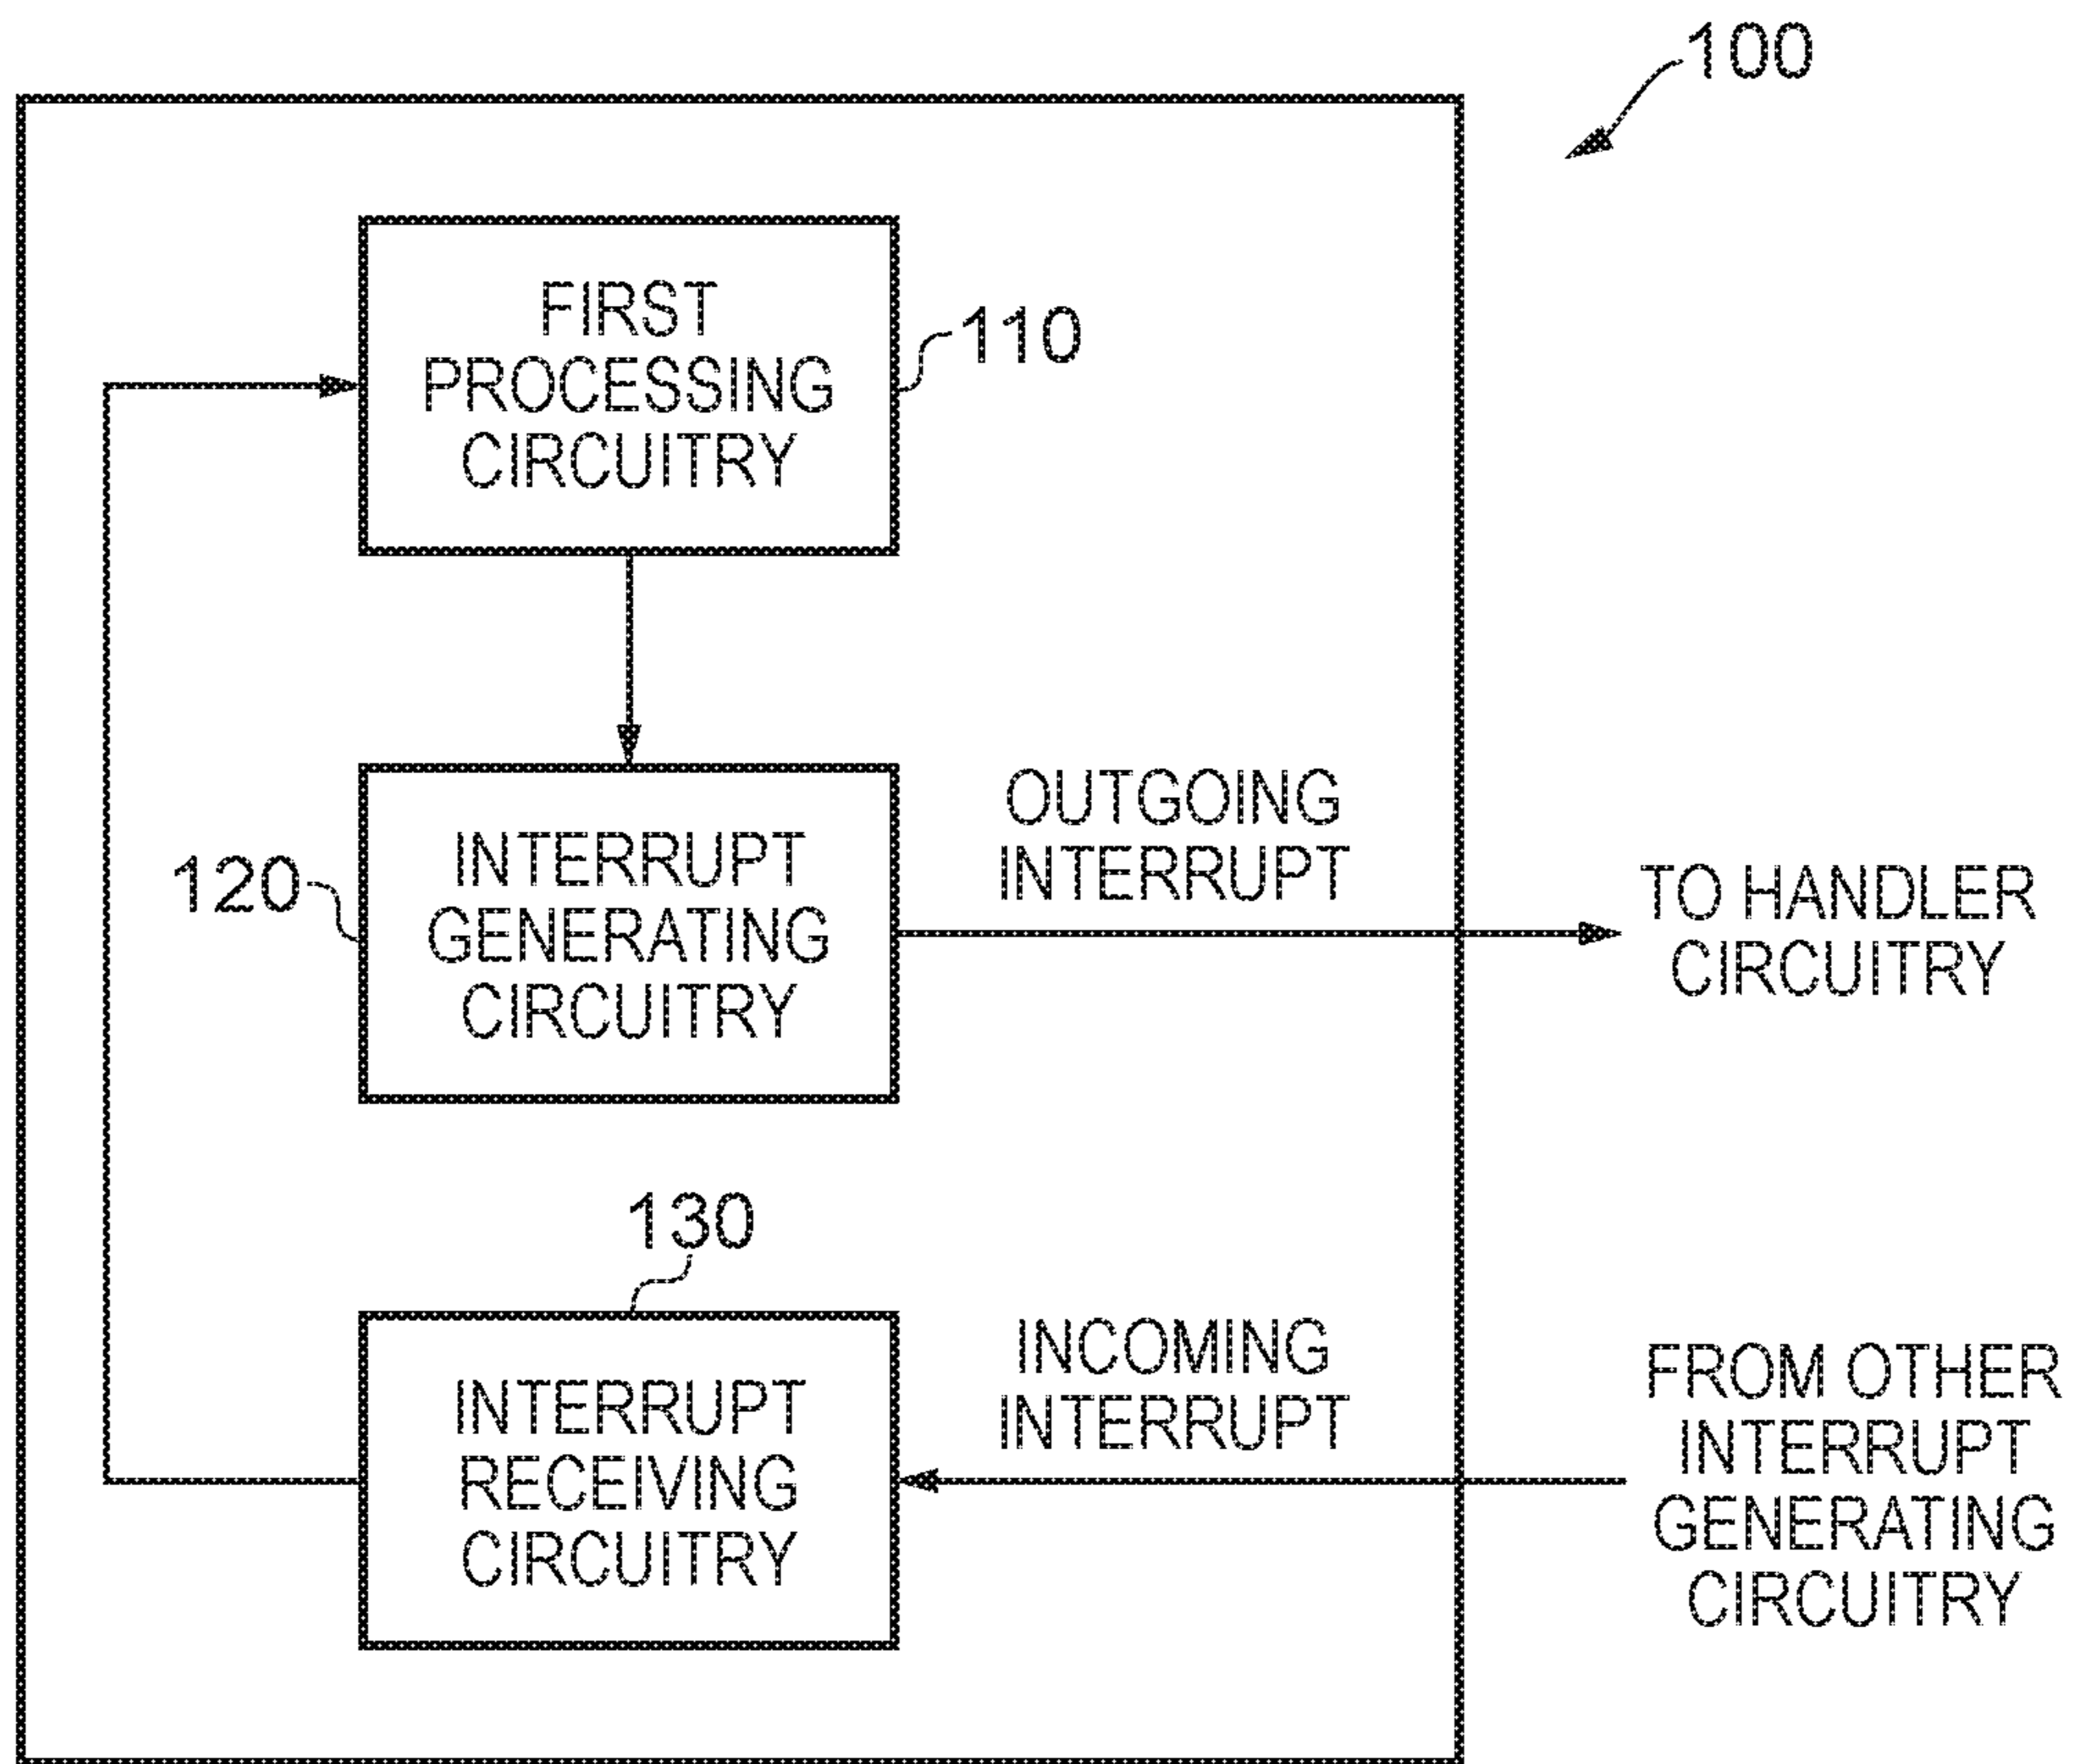 100
FIRST
PROCESSING
CIRCUITRY
110
120
INTERRUPT
GENERATING
CIRCUITRY
OUTGOING
INTERRUPT
TO HANDLER
CIRCUITRY
130
INTERRUPT
RECEIVING
CIRCUITRY
INCOMING
INTERRUPT
FROM OTHER
INTERRUPT
GENERATING
CIRCUITRY